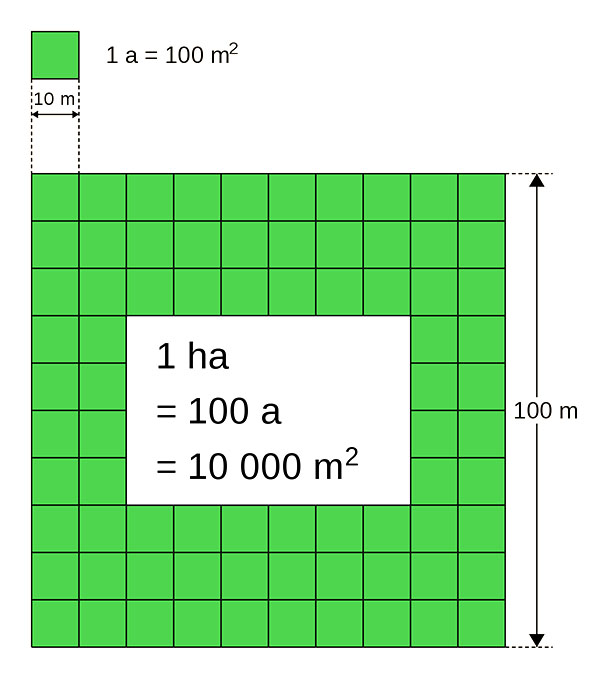 1 a = 100 m²
10 m
1 ha
= 100 a
= 10 000 m²
100 m